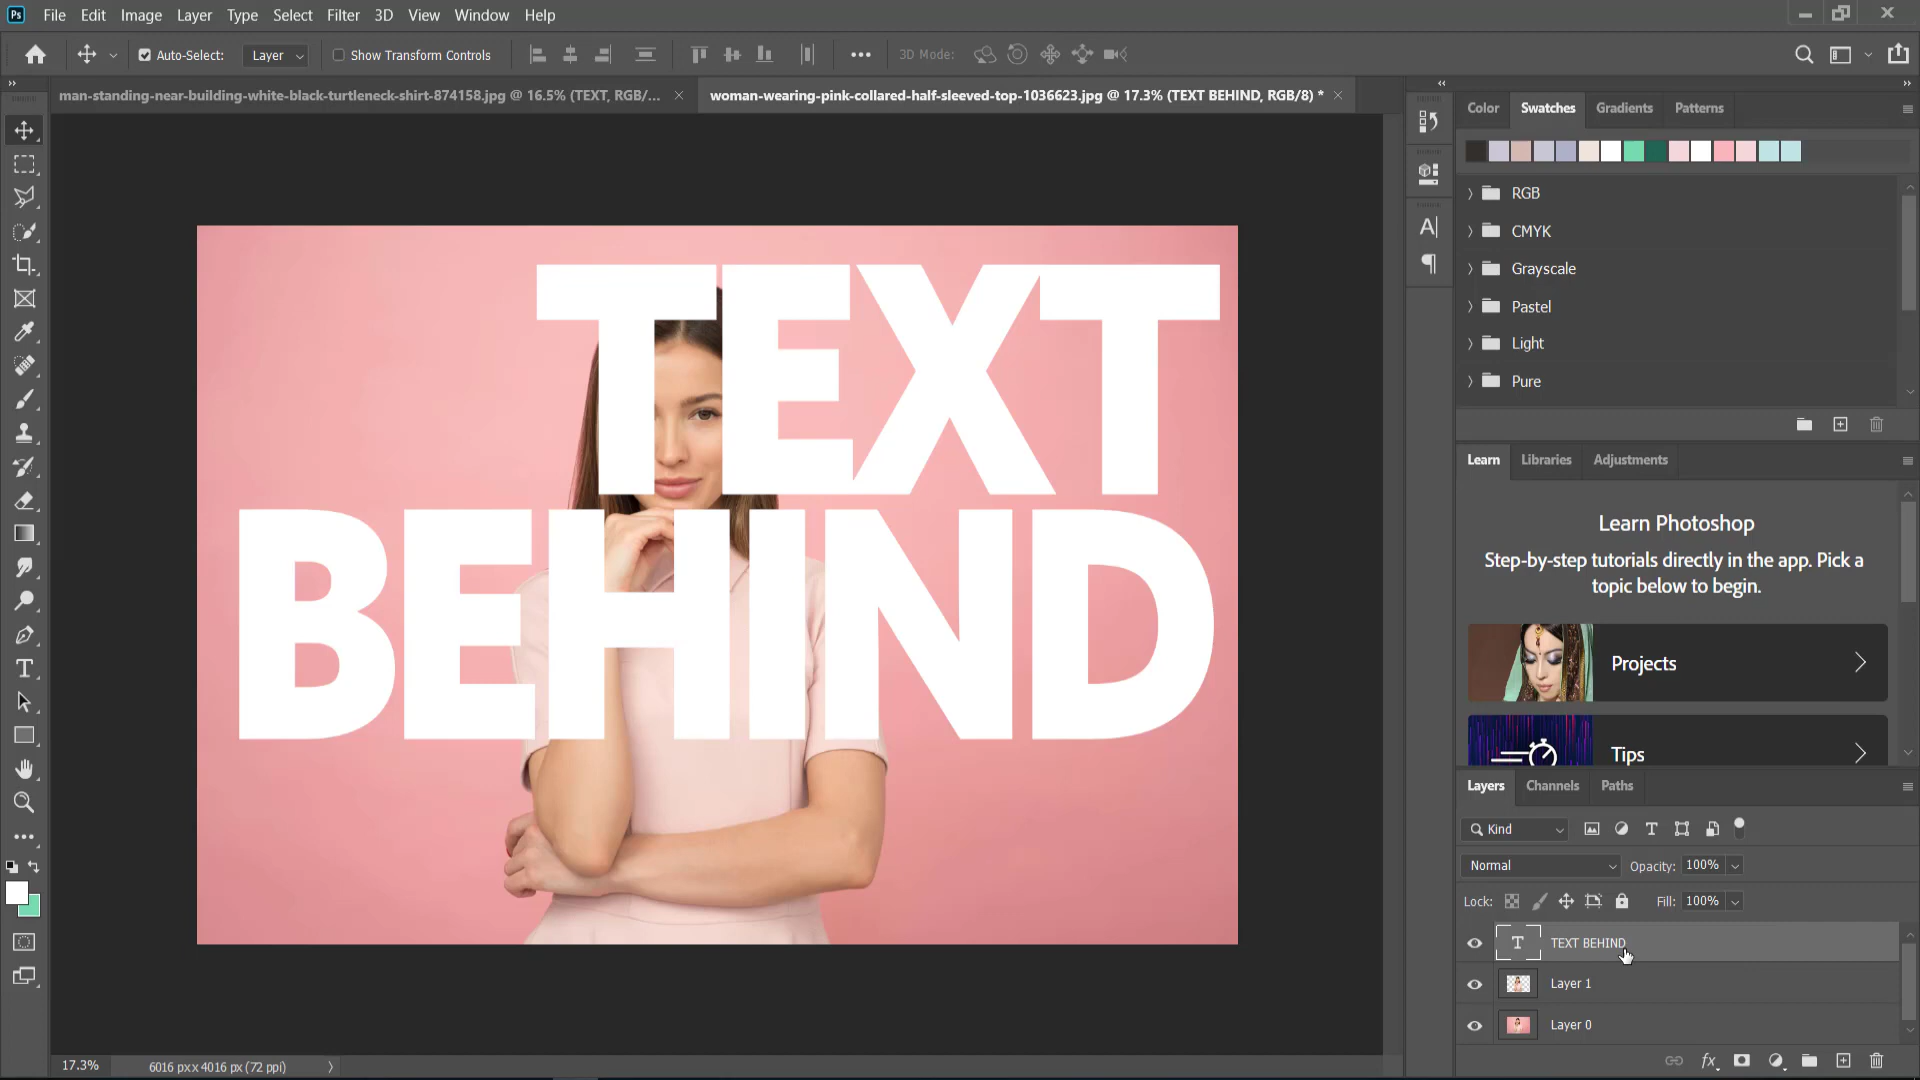 Ps File Edit Image Layer Type Select Filter 3D View Window Help
Auto-Select: Layer Show Transform Controls 3D Mode:
man-standing-near-building-white-black-turtleneck-shirt-874158.jpg @ 16.5% (TEXT, RGB/... woman-wearing-pink-collared-half-sleeved-top-1036623.jpg @ 17.3% (TEXT BEHIND, RGB/8) *
TEXT
BEHIND
Color Swatches Gradients Patterns
RGB
CMYK
Grayscale
Pastel
Light
Pure
Learn Libraries Adjustments
Learn Photoshop
Step-by-step tutorials directly in the app. Pick a
topic below to begin.
Projects
Tips
Layers Channels Paths
Kind
Normal Opacity: 100%
Lock: Fill: 100%
TEXT BEHIND
Layer 1
Layer 0
17.3% 6016 px x 4016 px (72 ppi)